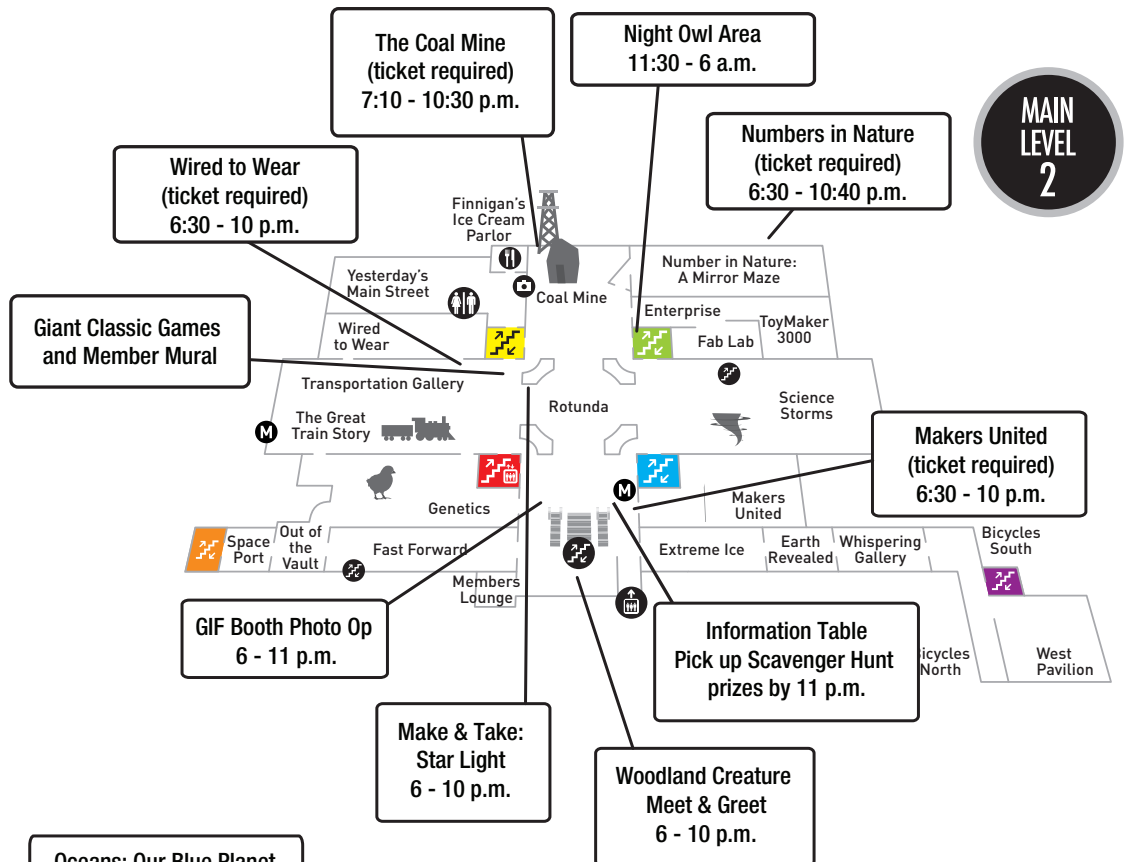 The Coal Mine
(ticket required)
7:10 - 10:30 p.m.
Night Owl Area
11:30 - 6 a.m.
MAIN
LEVEL
2
Numbers in Nature
(ticket required)
6:30 - 10:40 p.m.
Wired to Wear
(ticket required)
6:30 - 10 p.m.
Finnigan's
Ice Cream
Parlor
Yesterday's
Main Street
Coal Mine
Number in Nature:
A Mirror Maze
Giant Classic Games
and Member Mural
Wired
to Wear
Enterprise
Fab Lab
ToyMaker
3000
Transportation Gallery
The Great
Train Story
M
Rotunda
Science
Storms
Makers United
(ticket required)
6:30 - 10 p.m.
Genetics
M
Makers
United
Space
Port
Out of
the
Vault
Fast Forward
Members
Lounge
Extreme Ice
Earth
Revealed
Whispering
Gallery
Bicycles
South
GIF Booth Photo Op
6 - 11 p.m.
Information Table
Pick up Scavenger Hunt
prizes by 11 p.m.
icycles
North
West
Pavilion
Make & Take:
Star Light
6 - 10 p.m.
Woodland Creature
Meet & Greet
6 - 10 p.m.
Oceans: Our Blue Planet